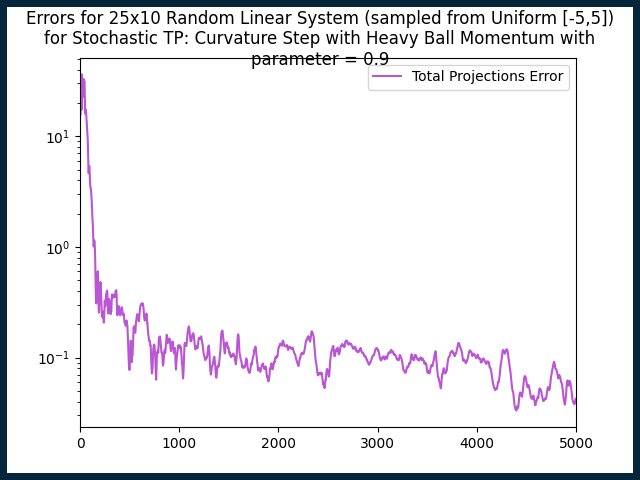 Errors for 25x10 Random Linear System (sampled from Uniform [-5,5])
for Stochastic TP: Curvature Step with Heavy Ball Momentum with
parameter = 0.9
Total Projections Error
10¹
10⁰
10⁻¹
0 1000 2000 3000 4000 5000